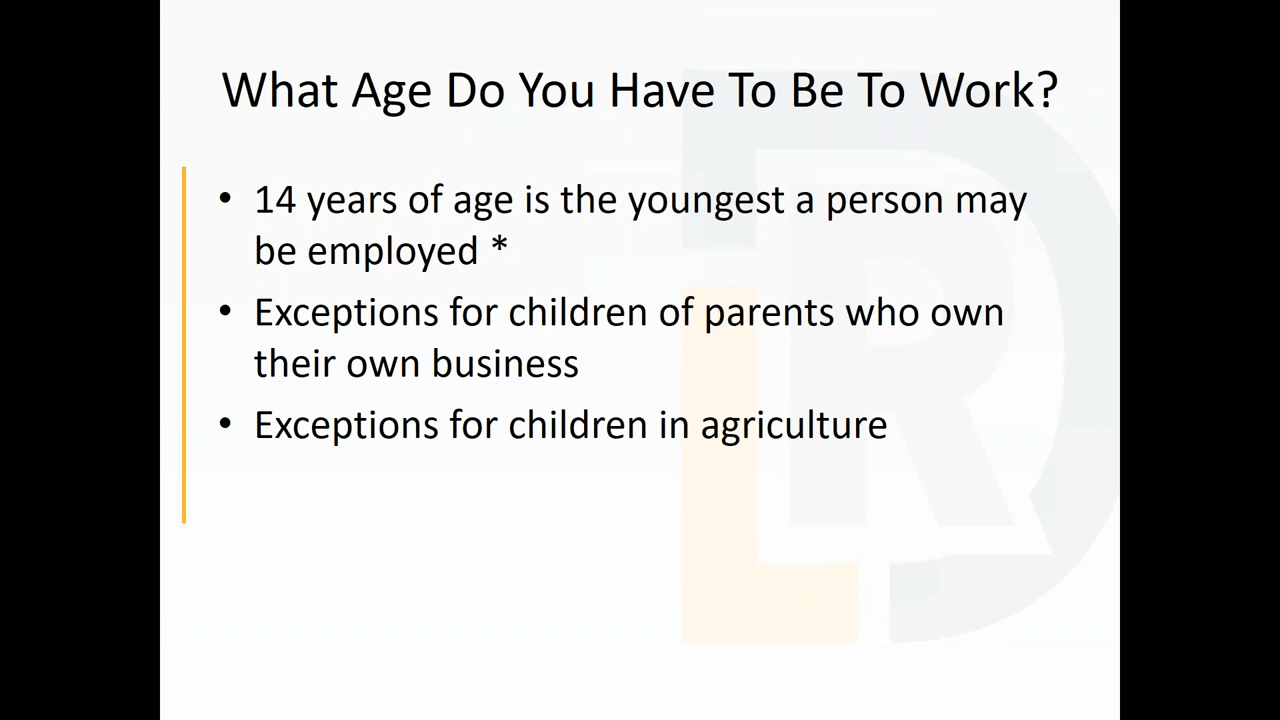 What Age Do You Have To Be To Work?
• 14 years of age is the youngest a person may
be employed *
• Exceptions for children of parents who own
their own business
• Exceptions for children in agriculture
DLR